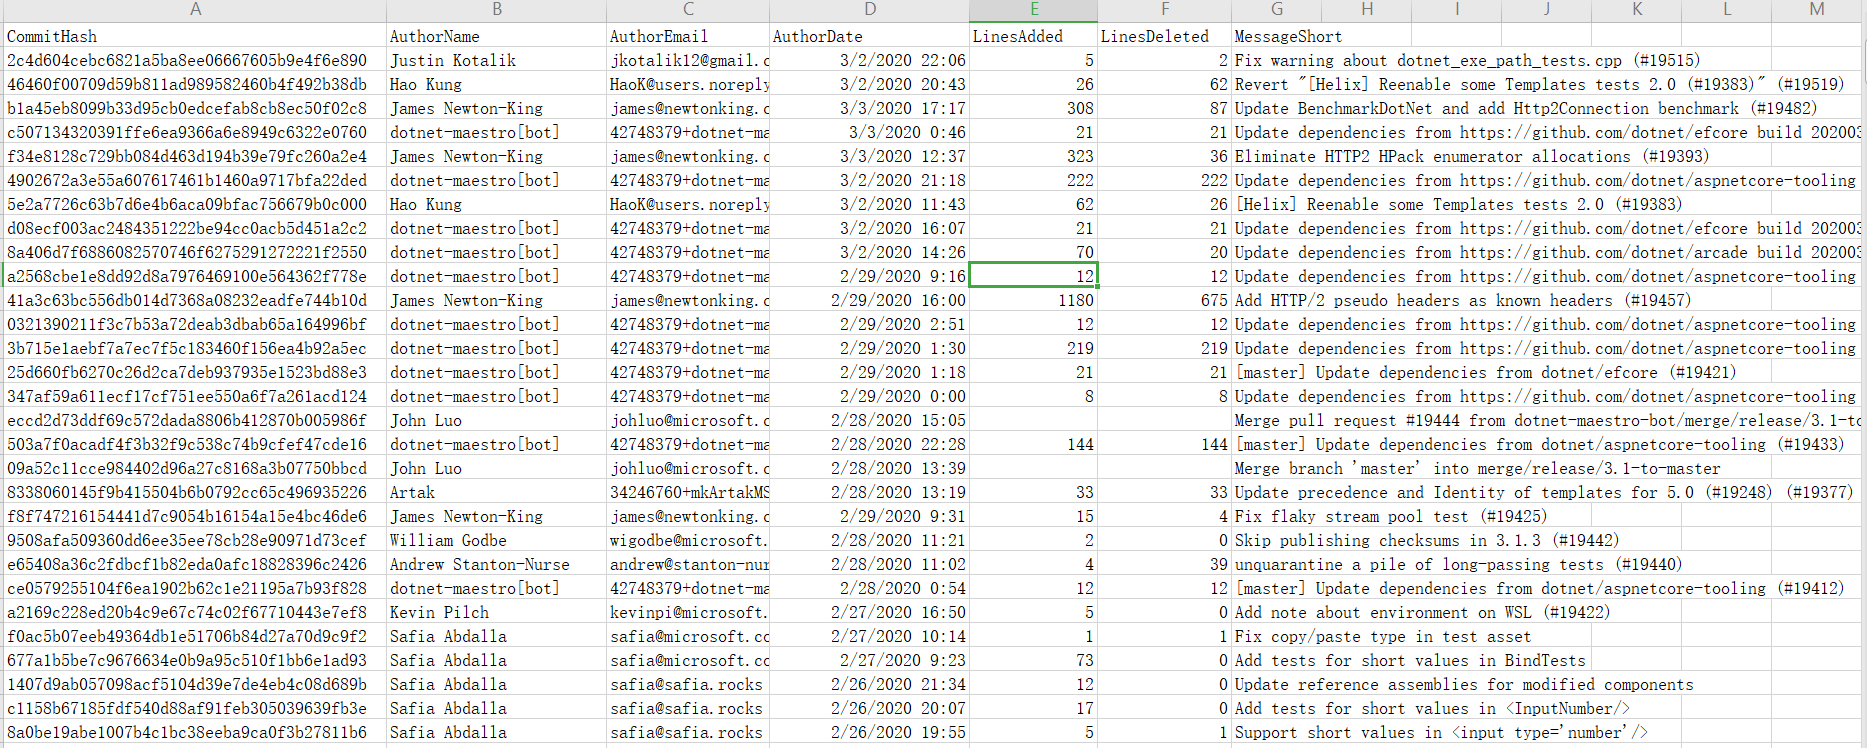 A B C D E F G H I J K L M
CommitHash AuthorName AuthorEmail AuthorDate LinesAdded LinesDeleted MessageShort
2c4d604cebc6821a5ba8ee06667605b9e4f6e890 Justin Kotalik jkotalik12@gmail.c 3/2/2020 22:06 5 2 Fix warning about dotnet_exe_path_tests.cpp (#19515)
46460f00709d59b811ad989582460b4f492b38db Hao Kung HaoK@users.noreply 3/2/2020 20:43 26 62 Revert "[Helix] Reenable some Templates tests 2.0 (#19383)" (#19519)
b1a45eb8099b33d95cb0edcefab8cb8ec50f02c8 James Newton-King james@newtonking.c 3/3/2020 17:17 308 87 Update BenchmarkDotNet and add Http2Connection benchmark (#19482)
c507134320391ffe6ea9366a6e8949c6322e0760 dotnet-maestro[bot] 42748379+dotnet-ma 3/3/2020 0:46 21 21 Update dependencies from https://github.com/dotnet/efcore build 202003
f34e8128c729bb084d463d194b39e79fc260a2e4 James Newton-King james@newtonking.c 3/3/2020 12:37 323 36 Eliminate HTTP2 HPack enumerator allocations (#19393)
4902672a3e55a607617461b1460a9717bfa22ded dotnet-maestro[bot] 42748379+dotnet-ma 3/2/2020 21:18 222 222 Update dependencies from https://github.com/dotnet/aspnetcore-tooling
5e2a7726c63b7d6e4b6aca09bfac756679b0c000 Hao Kung HaoK@users.noreply 3/2/2020 11:43 62 26 [Helix] Reenable some Templates tests 2.0 (#19383)
d08ecf003ac2484351222be94cc0acb5d451a2c2 dotnet-maestro[bot] 42748379+dotnet-ma 3/2/2020 16:07 21 21 Update dependencies from https://github.com/dotnet/efcore build 202003
8a406d7f6886082570746f6275291272221f2550 dotnet-maestro[bot] 42748379+dotnet-ma 3/2/2020 14:26 70 20 Update dependencies from https://github.com/dotnet/arcade build 202003
a2568cbe1e8dd92d8a7976469100e564362f778e dotnet-maestro[bot] 42748379+dotnet-ma 2/29/2020 9:16 12 12 Update dependencies from https://github.com/dotnet/aspnetcore-tooling
41a3c63bc556db014d7368a08232eadfe744b10d James Newton-King james@newtonking.c 2/29/2020 16:00 1180 675 Add HTTP/2 pseudo headers as known headers (#19457)
0321390211f3c7b53a72deab3dbab65a164996bf dotnet-maestro[bot] 42748379+dotnet-ma 2/29/2020 2:51 12 12 Update dependencies from https://github.com/dotnet/aspnetcore-tooling
3b715e1aebf7a7ec7f5c183460f156ea4b92a5ec dotnet-maestro[bot] 42748379+dotnet-ma 2/29/2020 1:30 219 219 Update dependencies from https://github.com/dotnet/aspnetcore-tooling
25d660fb6270c26d2ca7deb937935e1523bd88e3 dotnet-maestro[bot] 42748379+dotnet-ma 2/29/2020 1:18 21 21 [master] Update dependencies from dotnet/efcore (#19421)
347af59a611ecf17cf751ee550a6f7a261acd124 dotnet-maestro[bot] 42748379+dotnet-ma 2/29/2020 0:00 8 8 Update dependencies from https://github.com/dotnet/aspnetcore-tooling
eccd2d73ddf69c572dada8806b412870b005986f John Luo johluo@microsoft.c 2/28/2020 15:05 Merge pull request #19444 from dotnet-maestro-bot/merge/release/3.1-to
503a7f0acadf4f3b32f9c538c74b9cfef47cde16 dotnet-maestro[bot] 42748379+dotnet-ma 2/28/2020 22:28 144 144 [master] Update dependencies from dotnet/aspnetcore-tooling (#19433)
09a52c11cce984402d96a27c8168a3b07750bbcd John Luo johluo@microsoft.c 2/28/2020 13:39 Merge branch 'master' into merge/release/3.1-to-master
8338060145f9b415504b6b0792cc65c496935226 Artak 34246760+mkArtakMS 2/28/2020 13:19 33 33 Update precedence and Identity of templates for 5.0 (#19248) (#19377)
f8f747216154441d7c9054b16154a15e4bc46de6 James Newton-King james@newtonking.c 2/29/2020 9:31 15 4 Fix flaky stream pool test (#19425)
9508afa509360dd6ee35ee78cb28e90971d73cef William Godbe wigodbe@microsoft. 2/28/2020 11:21 2 0 Skip publishing checksums in 3.1.3 (#19442)
e65408a36c2fdbcf1b82eda0afc18828396c2426 Andrew Stanton-Nurse andrew@stanton-nur 2/28/2020 11:02 4 39 unquarantine a pile of long-passing tests (#19440)
ce0579255104f6ea1902b62c1e21195a7b93f828 dotnet-maestro[bot] 42748379+dotnet-ma 2/28/2020 0:54 12 12 [master] Update dependencies from dotnet/aspnetcore-tooling (#19412)
a2169c228ed20b4c9e67c74c02f67710443e7ef8 Kevin Pilch kevinpi@microsoft. 2/27/2020 16:50 5 0 Add note about environment on WSL (#19422)
f0ac5b07eeb49364db1e51706b84d27a70d9c9f2 Safia Abdalla safia@microsoft.co 2/27/2020 10:14 1 1 Fix copy/paste type in test asset
677a1b5be7c9676634e0b9a95c510f1bb6e1ad93 Safia Abdalla safia@microsoft.co 2/27/2020 9:23 73 0 Add tests for short values in BindTests
1407d9ab057098acf5104d39e7de4eb4c08d689b Safia Abdalla safia@safia.rocks 2/26/2020 21:34 12 0 Update reference assemblies for modified components
c1158b67185fdf540d88af91feb305039639fb3e Safia Abdalla safia@safia.rocks 2/26/2020 20:07 17 0 Add tests for short values in <InputNumber/>
8a0be19abe1007b4c1bc38eeba9ca0f3b27811b6 Safia Abdalla safia@safia.rocks 2/26/2020 19:55 5 1 Support short values in <input type='number'/>